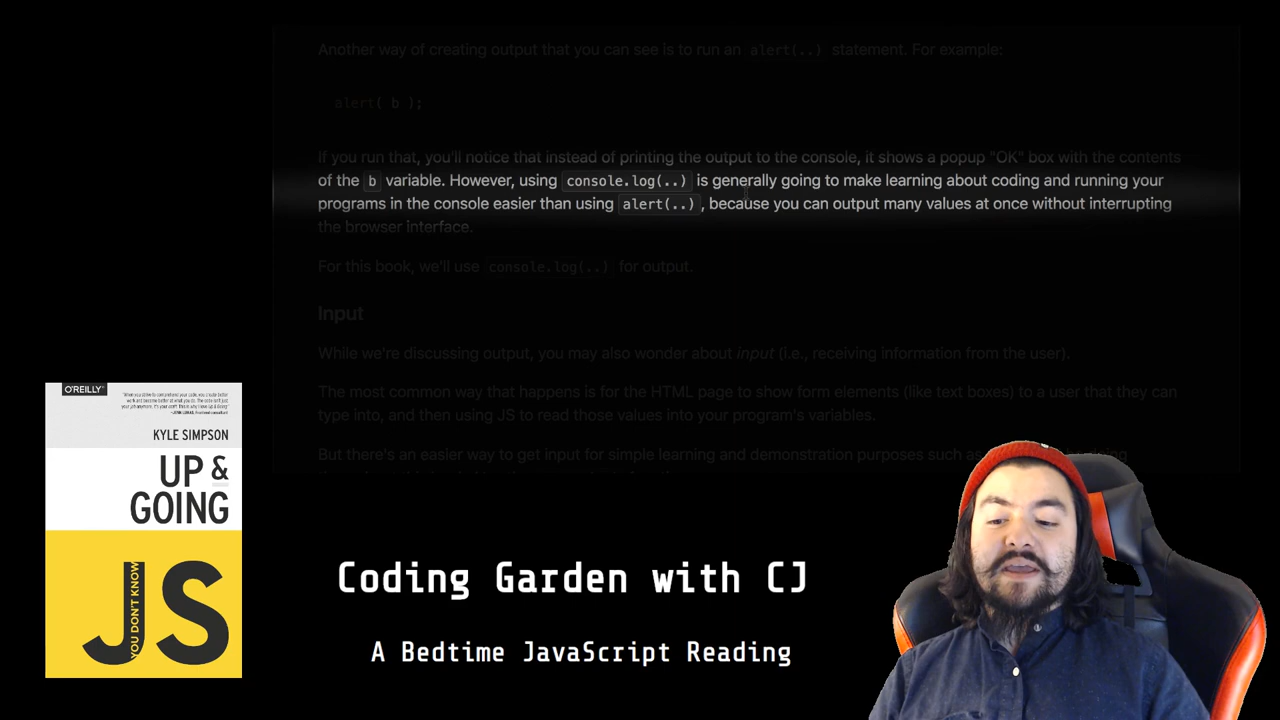 Another way of creating output that you can see is to run an alert(..) statement. For example:
alert( b );
If you run that, you'll notice that instead of printing the output to the console, it shows a popup "OK" box with the contents
of the b variable. However, using console.log(..) is generally going to make learning about coding and running your
programs in the console easier than using alert(..), because you can output many values at once without interrupting
the browser interface.
For this book, we'll use console.log(..) for output.
Input
While we're discussing output, you may also wonder about input (i.e., receiving information from the user).
The most common way that happens is for the HTML page to show form elements (like text boxes) to a user that they can
type into, and then using JS to read those values into your program's variables.
But there's an easier way to get input for simple learning and demonstration purposes such as
O'REILLY
KYLE SIMPSON
UP &
GOING
YOU DON'T KNOW
JS
Coding Garden with CJ
A Bedtime JavaScript Reading